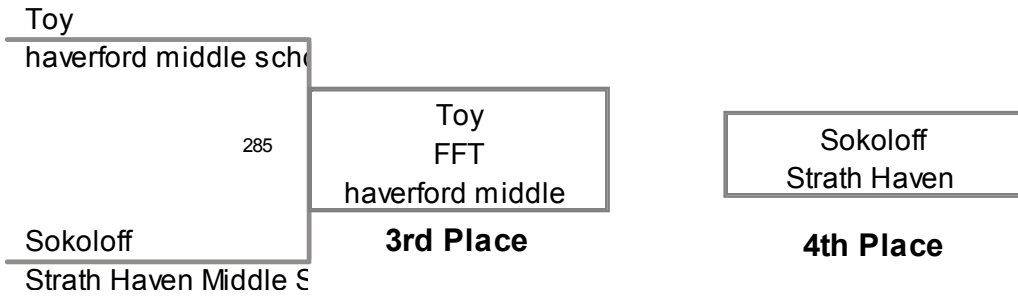 Toy
haverford middle scho
285
Toy
FFT
haverford middle
3rd Place
Sokoloff
Strath Haven
4th Place
Sokoloff
Strath Haven Middle S